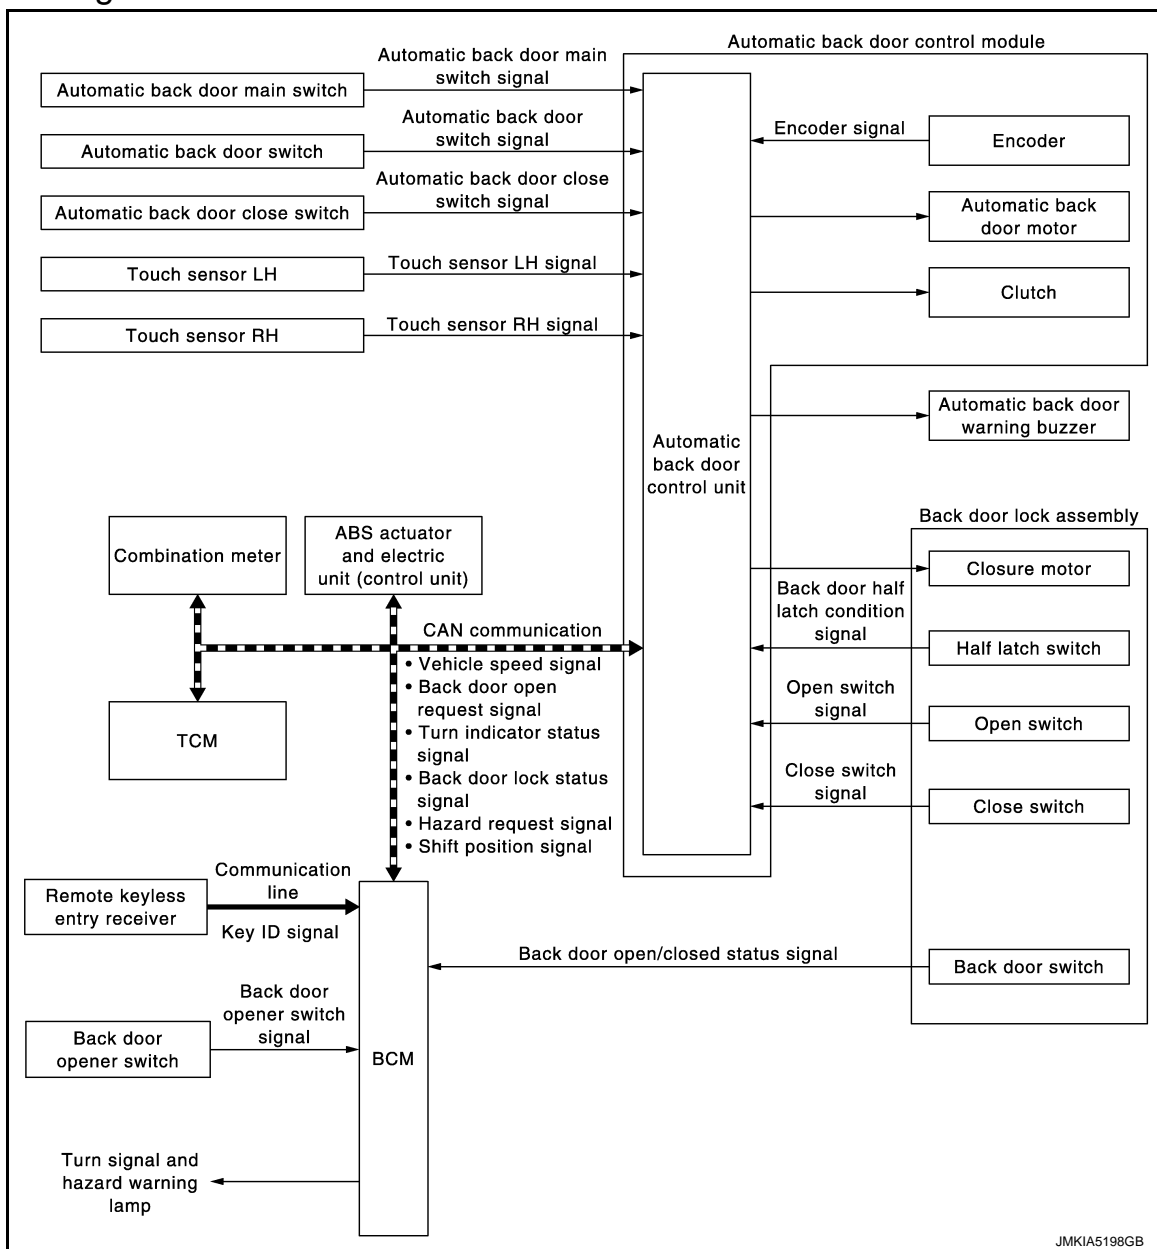 Automatic back door control module
Automatic back door main
switch signal
Automatic back door main switch
Automatic back door
switch signal
Automatic back door switch
Automatic back door close
switch signal
Automatic back door close switch
Touch sensor LH
Touch sensor LH signal
Touch sensor RH
Touch sensor RH signal
Encoder signal
Encoder
Automatic back
door motor
Clutch
Automatic back door
warning buzzer
Automatic
back door
control unit
Back door lock assembly
Closure motor
Back door half
latch condition
signal
Half latch switch
Open switch
signal
Open switch
Close switch
signal
Close switch
Combination meter
ABS actuator
and electric
unit (control unit)
CAN communication
• Vehicle speed signal
• Back door open
request signal
• Turn indicator status
signal
• Back door lock status
signal
• Hazard request signal
• Shift position signal
TCM
Remote keyless
entry receiver
Communication
line
Key ID signal
Back door open/closed status signal
Back door switch
Back door
opener switch
signal
Back door
opener switch
BCM
Turn signal and
hazard warning
lamp
JMKIA5198GB